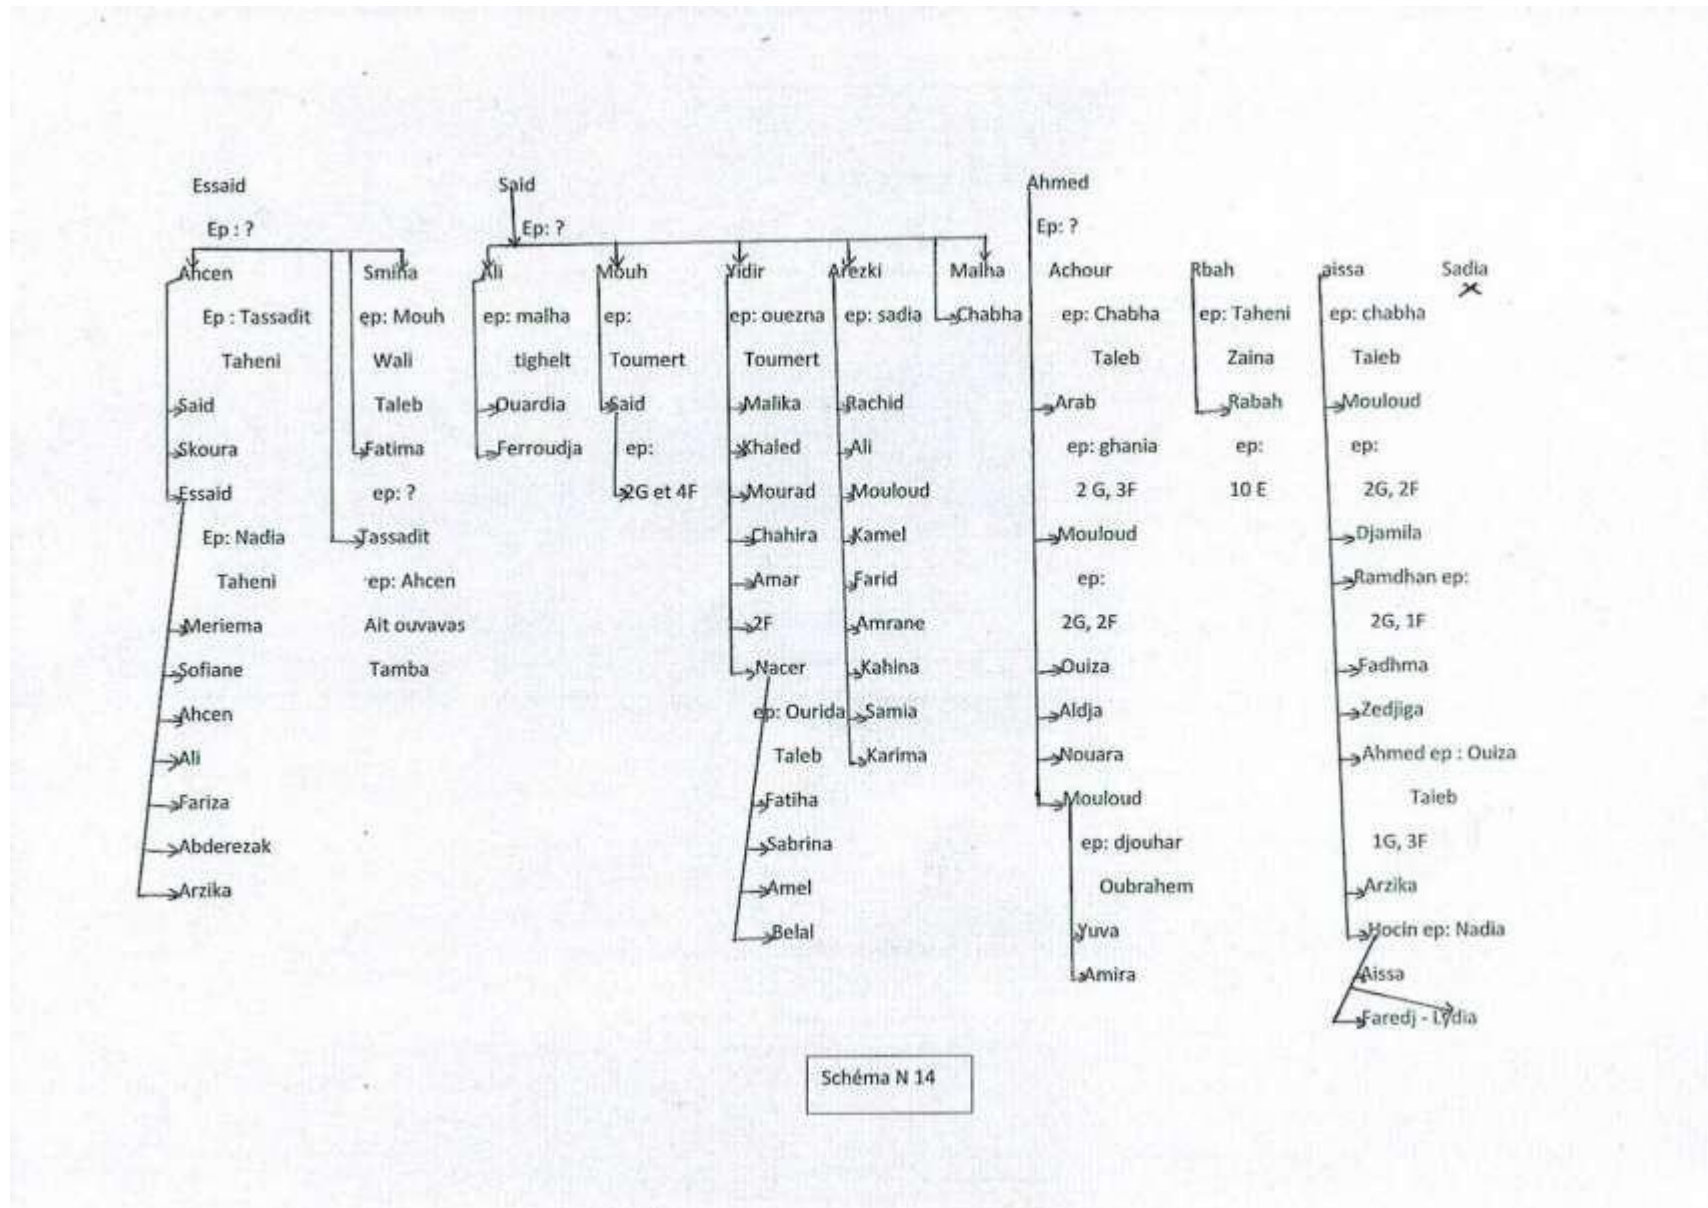 Essaid Said Ahmed
Ep : ? Ep: ? Ep: ?
Ahcen Smina Ali Mouh Yidir Arezki Malha Achour Rbah aissa Sadia
Ep : Tassadit ep: Mouh ep: malha ep: ep: ouezna ep: sadia Chabha ep: Chabha ep: Taheni ep: chabha
Taheni Wali tighelt Toumert Toumert Taleb Zaina Taleb
Said Taleb Ouardia Said Malika Rachid Arab Rabah Mouloud
Skoura Fatima Ferroudja ep: Khaled Ali ep: ghania ep: ep:
Essaid ep: ? 2G et 4F Mourad Mouloud 2 G, 3F 10 E 2G, 2F
Ep: Nadia Tassadit Chahira Kamel Mouloud Djamila
Taheni ep: Ahcen Amar Farid ep: Ramdhan ep:
Meriema Ait ouvavas 2F Amrane 2G, 2F 2G, 1F
Sofiane Tamba Nacer Kahina Ouiza Fadhma
Ahcen ep: Ourida Samia Aldja Zedjiga
Ali Taleb Karima Nouara Ahmed ep : Ouiza
Fariza Fatiha Mouloud Taleb
Abderezak Sabrina ep: djouhar 1G, 3F
Arzika Amel Oubrahem Arzika
Belal Yuva Hocin ep: Nadia
Amira Aissa
Faredj - Lydia
Schéma N 14